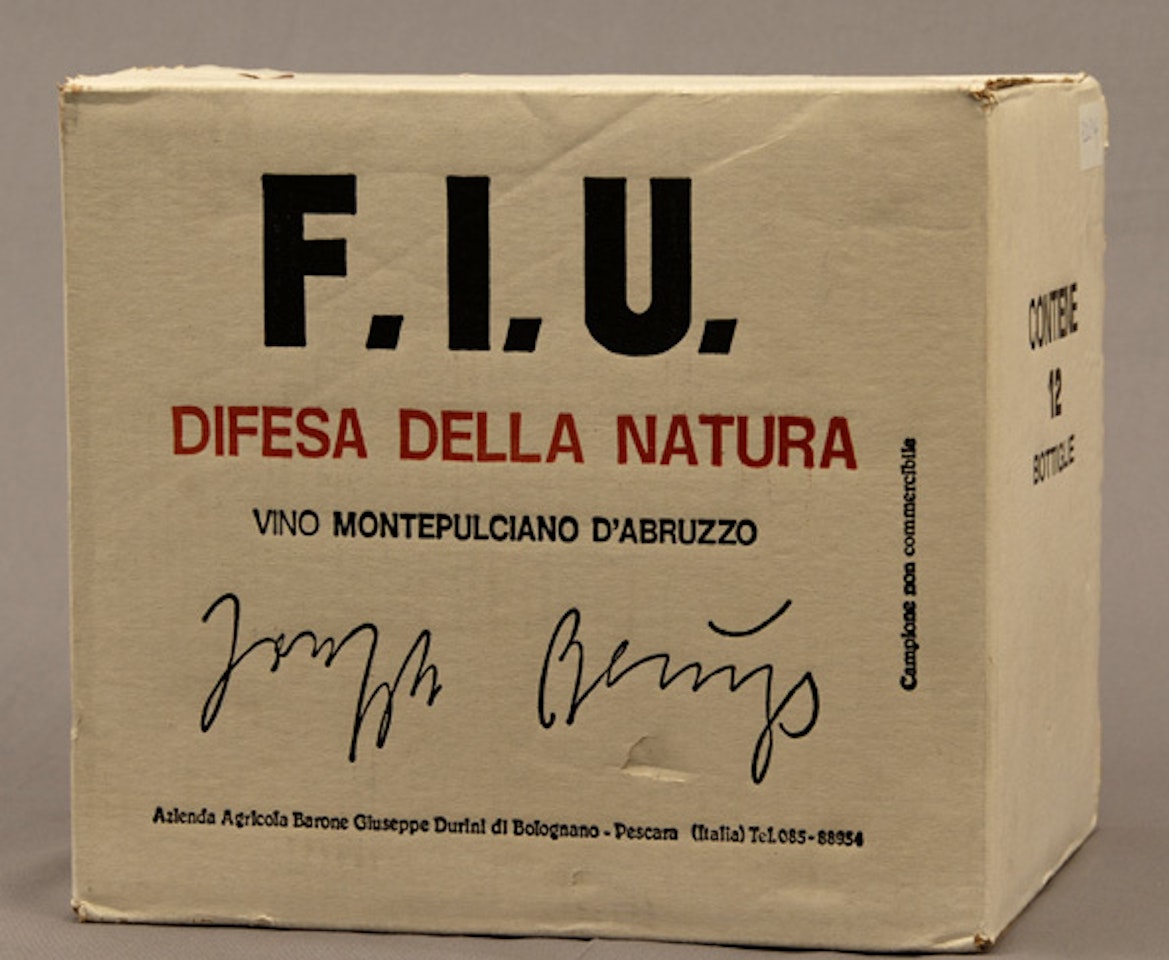 F.I.U.
DIFESA DELLA NATURA
VINO MONTEPULCIANO D'ABRUZZO
Joseph Beuys
Azienda Agricola Barone Giuseppe Durini di Bolognano - Pescara (Italia) Tel.085-88954
Campione non commercibile
CONTIENE
12
BOTTIGLIE